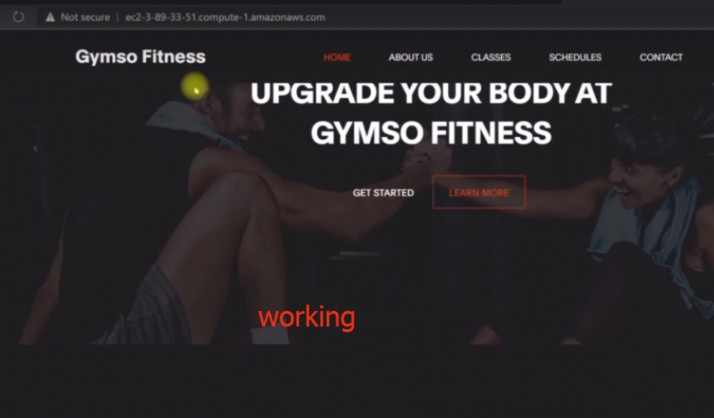 Not secure | ec2-3-89-33-51.compute-1.amazonaws.com
Gymso Fitness HOME ABOUT US CLASSES SCHEDULES CONTACT
UPGRADE YOUR BODY AT
GYMSO FITNESS
GET STARTED LEARN MORE
working